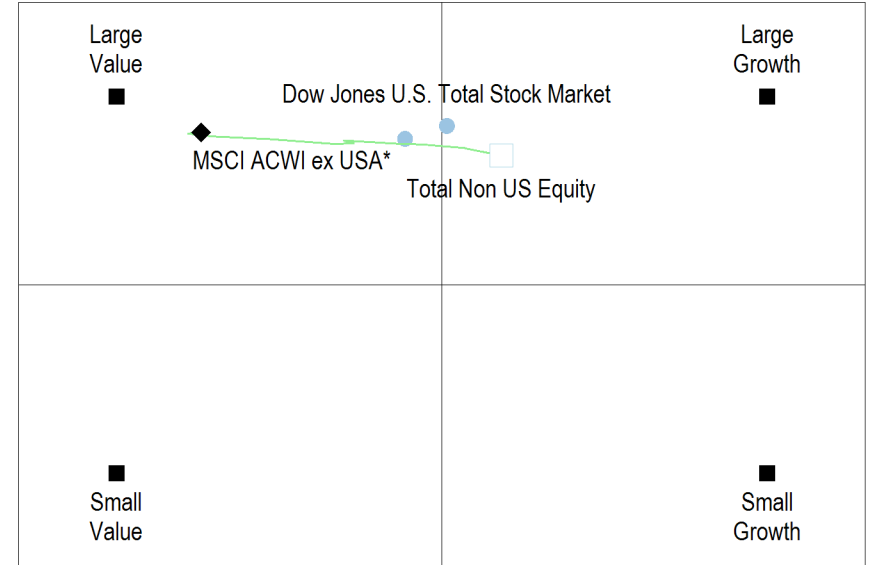 Large
Value
Large
Growth
Dow Jones U.S. Total Stock Market
MSCI ACWI ex USA*
Total Non US Equity
Small
Value
Small
Growth